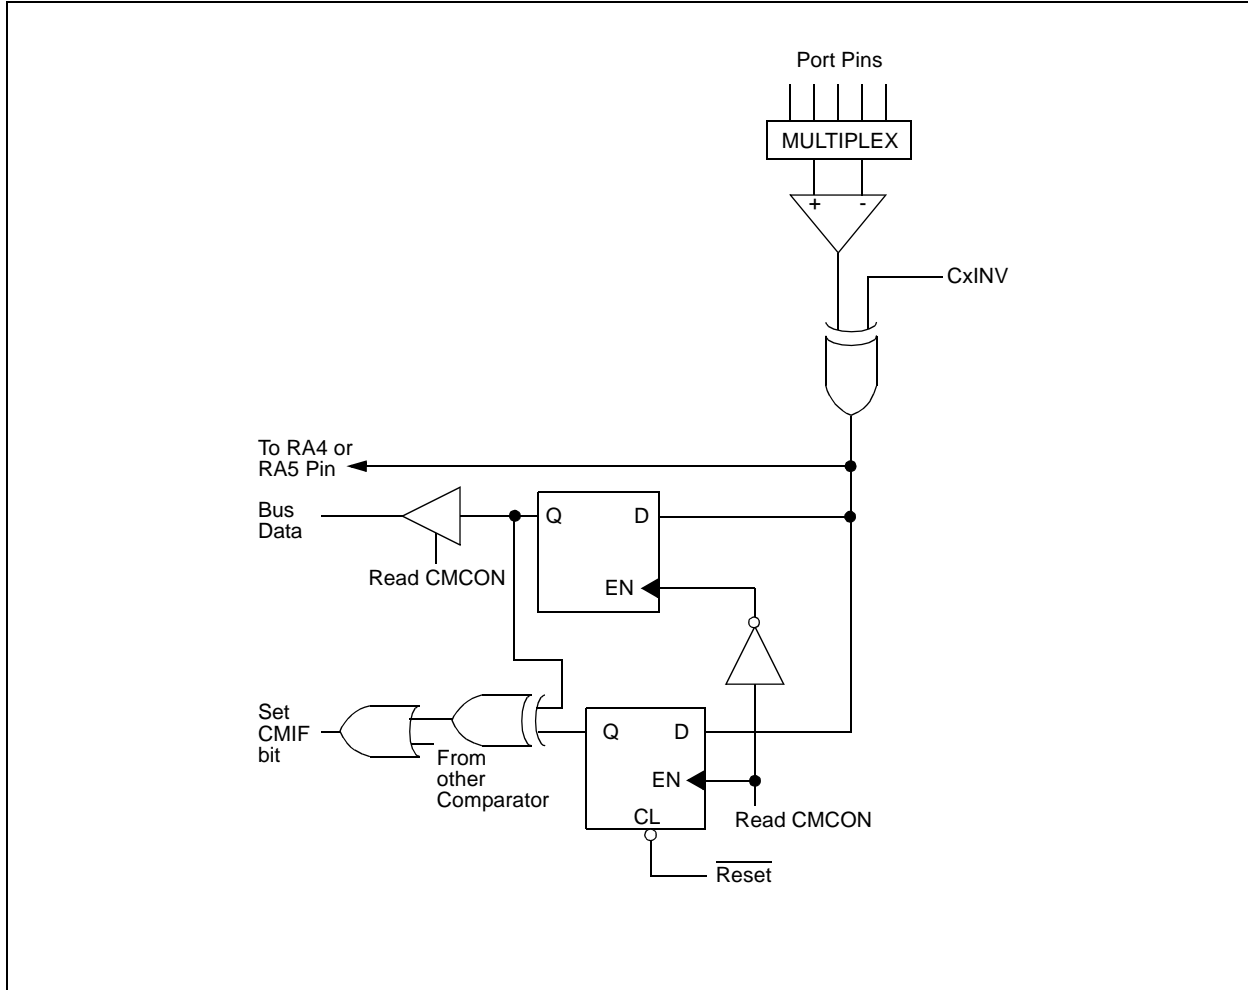 Port Pins
MULTIPLEX
+ -
CxINV
To RA4 or
RA5 Pin
Bus
Data
Q D
EN
Read CMCON
Set
CMIF
bit
From
other
Comparator
Q D
EN
CL
Read CMCON
Reset